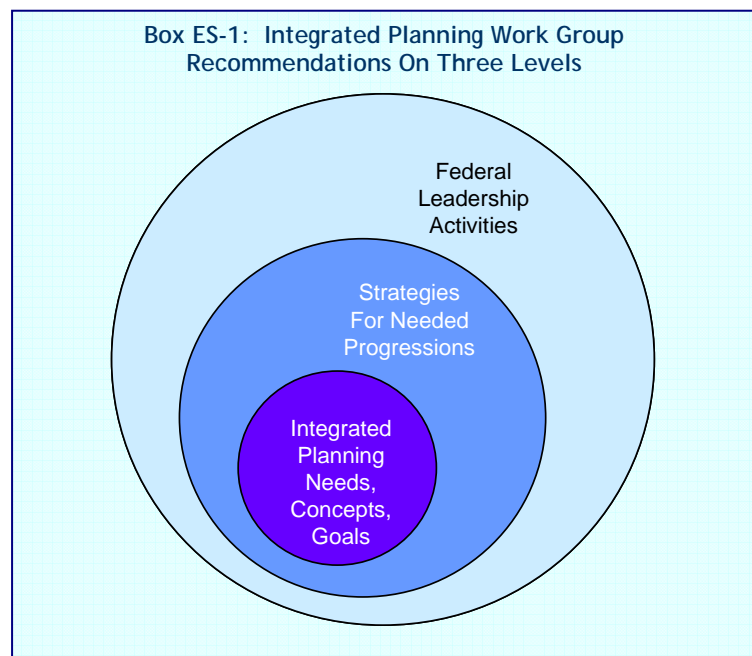 Box ES-1: Integrated Planning Work Group
Recommendations On Three Levels
Federal
Leadership
Activities
Strategies
For Needed
Progressions
Integrated
Planning
Needs,
Concepts,
Goals